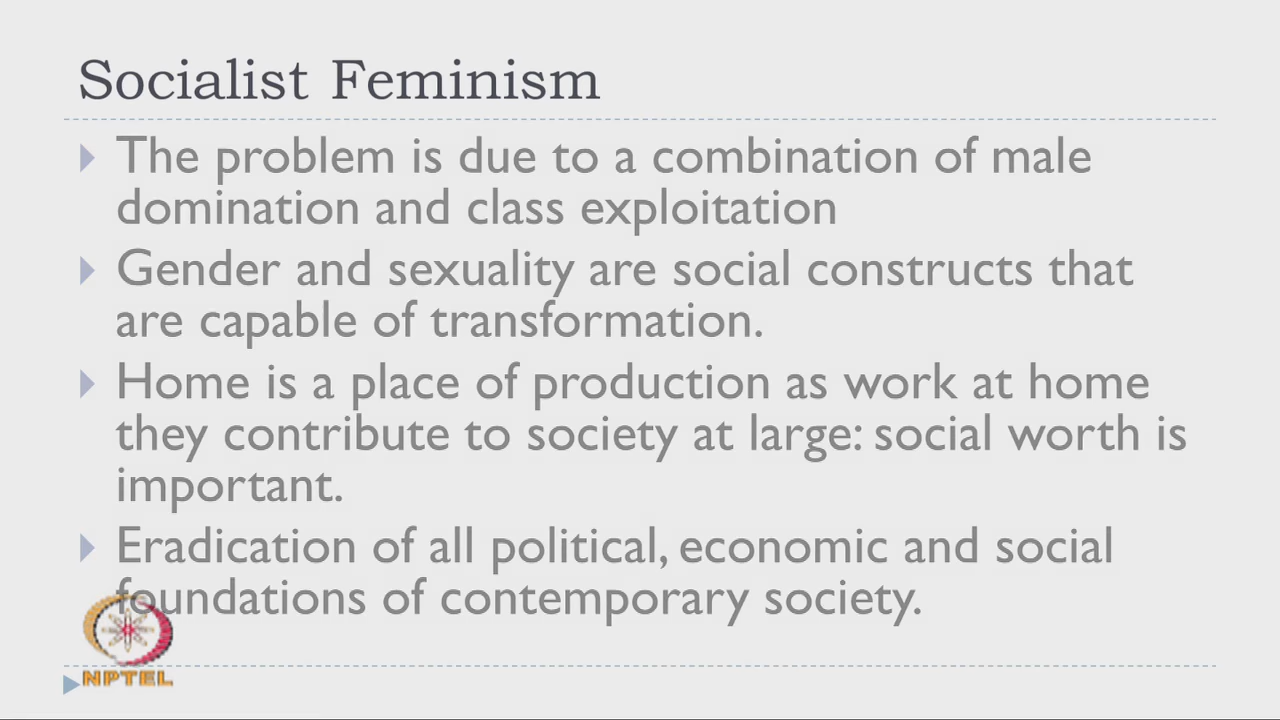 Socialist Feminism
The problem is due to a combination of male
domination and class exploitation
Gender and sexuality are social constructs that
are capable of transformation.
Home is a place of production as work at home
they contribute to society at large: social worth is
important.
Eradication of all political, economic and social
foundations of contemporary society.
NPTEL